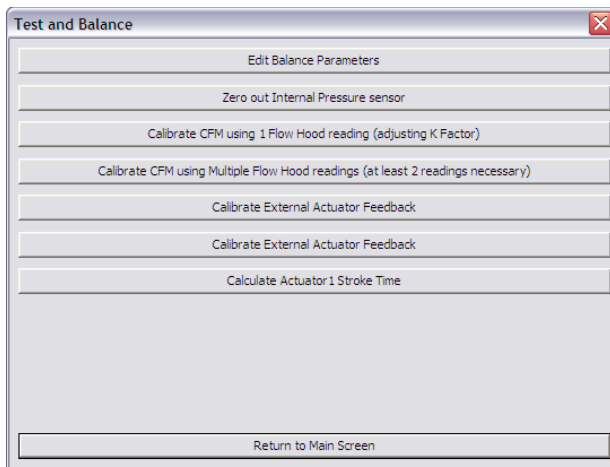 Test and Balance
Edit Balance Parameters
Zero out Internal Pressure sensor
Calibrate CFM using 1 Flow Hood reading (adjusting K Factor)
Calibrate CFM using Multiple Flow Hood readings (at least 2 readings necessary)
Calibrate External Actuator Feedback
Calibrate External Actuator Feedback
Calculate Actuator1 Stroke Time
Return to Main Screen